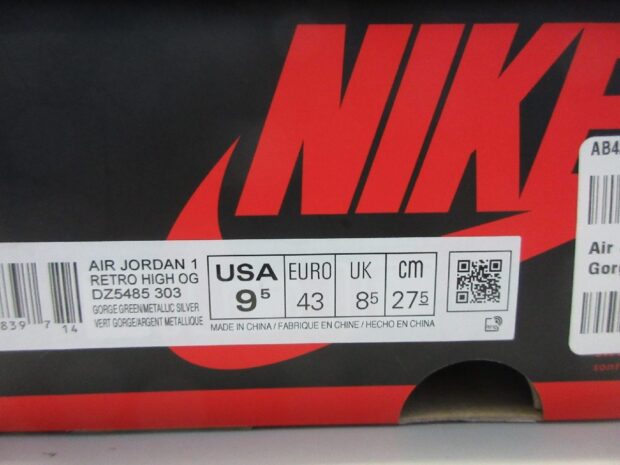 NIKE
AB4
AIR JORDAN 1
RETRO HIGH OG
DZ5485 303
GORGE GREEN/METALLIC SILVER
VERT GORGE/ARGENT METALLIQUE
839 7 14
USA EURO UK cm
9⁵ 43 8⁵ 27⁵
MADE IN CHINA / FABRIQUE EN CHINE / HECHO EN CHINA
Air
Gorg